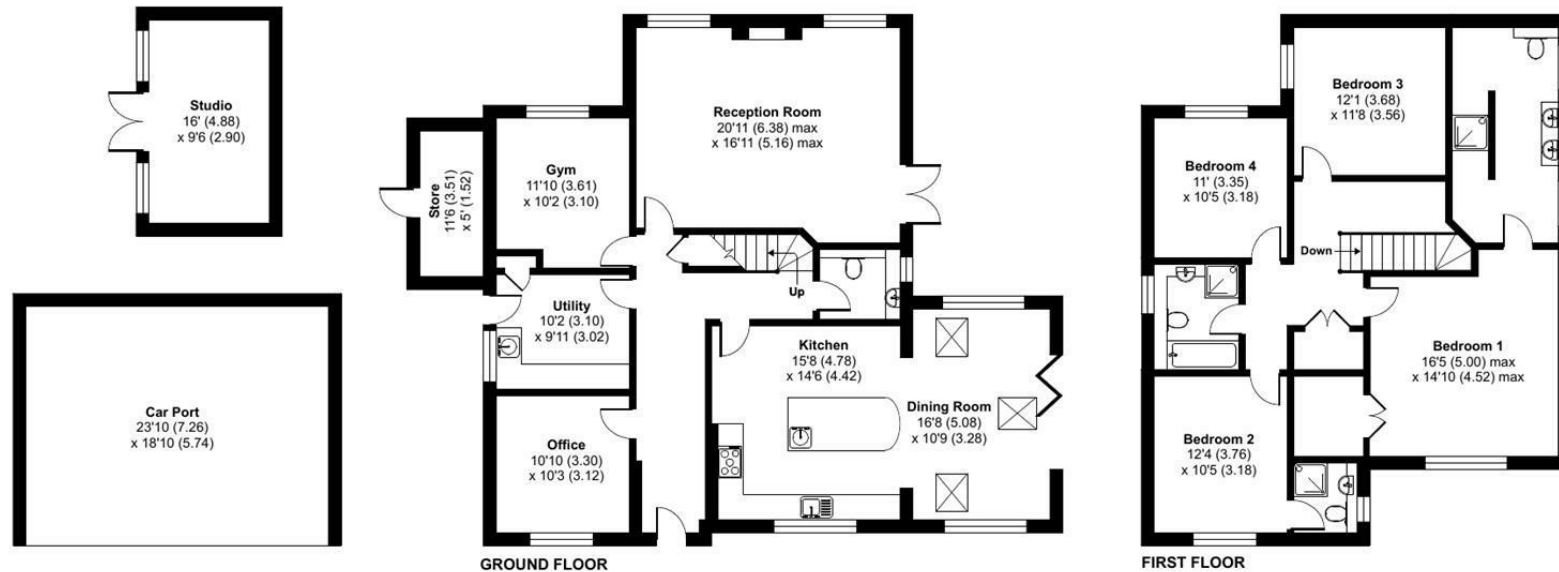 Studio
16' (4.88)
x 9'6 (2.90)
Car Port
23'10 (7.26)
x 18'10 (5.74)
Store
11'6 (3.51)
x 5' (1.52)
Gym
11'10 (3.61)
x 10'2 (3.10)
Reception Room
20'11 (6.38) max
x 16'11 (5.16) max
Up
Utility
10'2 (3.10)
x 9'11 (3.02)
Kitchen
15'8 (4.78)
x 14'6 (4.42)
Dining Room
16'8 (5.08)
x 10'9 (3.28)
Office
10'10 (3.30)
x 10'3 (3.12)
GROUND FLOOR
Bedroom 3
12'1 (3.68)
x 11'8 (3.56)
Bedroom 4
11' (3.35)
x 10'5 (3.18)
Down
Bedroom 1
16'5 (5.00) max
x 14'10 (4.52) max
Bedroom 2
12'4 (3.76)
x 10'5 (3.18)
FIRST FLOOR